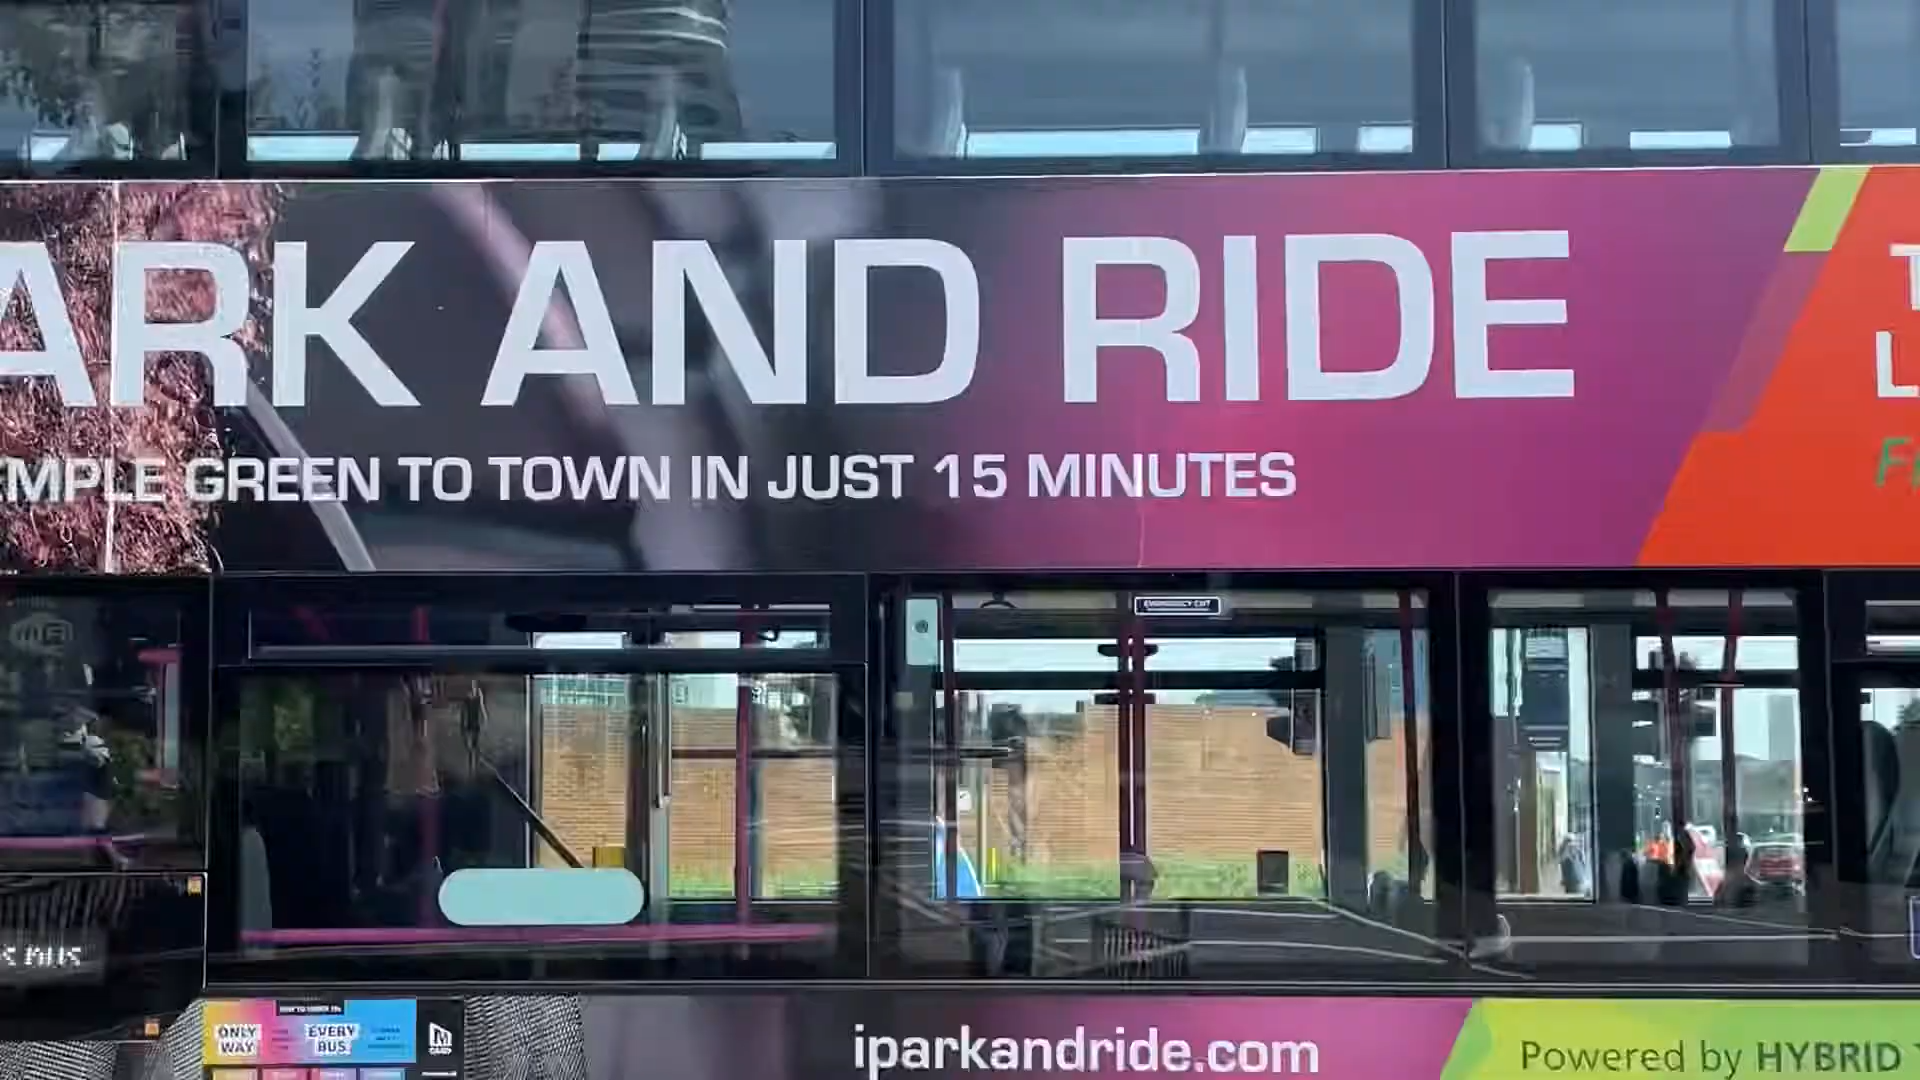 ARK AND RIDE
EMPLE GREEN TO TOWN IN JUST 15 MINUTES
EMERGENCY EXIT
ONLY WAY
EVERY BUS
iparkandride.com
Powered by HYBRID